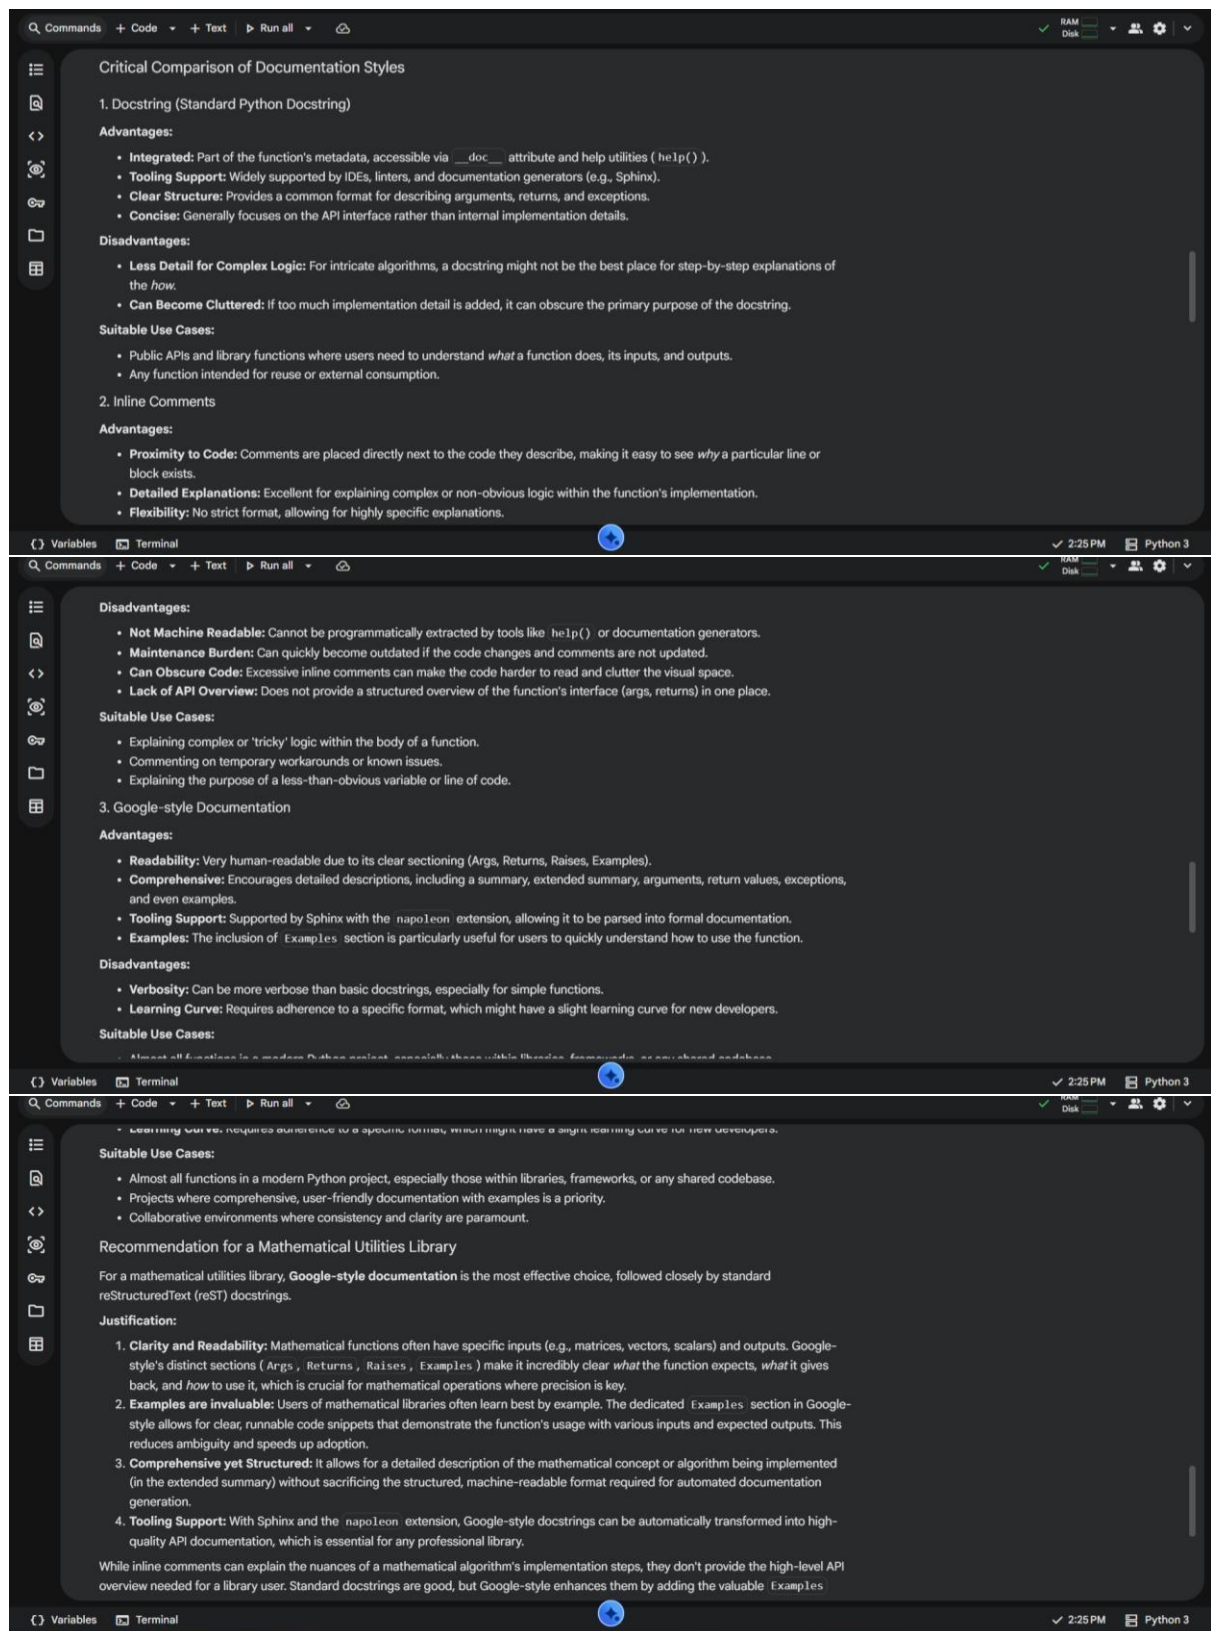 Commands + Code + Text Run all RAM Disk
Critical Comparison of Documentation Styles
1. Docstring (Standard Python Docstring)
Advantages:
• Integrated: Part of the function's metadata, accessible via __doc__ attribute and help utilities ( help() ).
• Tooling Support: Widely supported by IDEs, linters, and documentation generators (e.g., Sphinx).
• Clear Structure: Provides a common format for describing arguments, returns, and exceptions.
• Concise: Generally focuses on the API interface rather than internal implementation details.
Disadvantages:
• Less Detail for Complex Logic: For intricate algorithms, a docstring might not be the best place for step-by-step explanations of
the how.
• Can Become Cluttered: If too much implementation detail is added, it can obscure the primary purpose of the docstring.
Suitable Use Cases:
• Public APIs and library functions where users need to understand what a function does, its inputs, and outputs.
• Any function intended for reuse or external consumption.
2. Inline Comments
Advantages:
• Proximity to Code: Comments are placed directly next to the code they describe, making it easy to see why a particular line or
block exists.
• Detailed Explanations: Excellent for explaining complex or non-obvious logic within the function's implementation.
• Flexibility: No strict format, allowing for highly specific explanations.
{} Variables Terminal 2:25 PM Python 3
Commands + Code + Text Run all RAM Disk
Disadvantages:
• Not Machine Readable: Cannot be programmatically extracted by tools like help() or documentation generators.
• Maintenance Burden: Can quickly become outdated if the code changes and comments are not updated.
• Can Obscure Code: Excessive inline comments can make the code harder to read and clutter the visual space.
• Lack of API Overview: Does not provide a structured overview of the function's interface (args, returns) in one place.
Suitable Use Cases:
• Explaining complex or 'tricky' logic within the body of a function.
• Commenting on temporary workarounds or known issues.
• Explaining the purpose of a less-than-obvious variable or line of code.
3. Google-style Documentation
Advantages:
• Readability: Very human-readable due to its clear sectioning (Args, Returns, Raises, Examples).
• Comprehensive: Encourages detailed descriptions, including a summary, extended summary, arguments, return values, exceptions,
and even examples.
• Tooling Support: Supported by Sphinx with the napoleon extension, allowing it to be parsed into formal documentation.
• Examples: The inclusion of Examples section is particularly useful for users to quickly understand how to use the function.
Disadvantages:
• Verbosity: Can be more verbose than basic docstrings, especially for simple functions.
• Learning Curve: Requires adherence to a specific format, which might have a slight learning curve for new developers.
Suitable Use Cases:
• Almost all functions in a modern Python project, especially those within libraries, frameworks, or any shared codebase.
{} Variables Terminal 2:25 PM Python 3
Commands + Code + Text Run all RAM Disk
• Learning Curve: Requires adherence to a specific format, which might have a slight learning curve for new developers.
Suitable Use Cases:
• Almost all functions in a modern Python project, especially those within libraries, frameworks, or any shared codebase.
• Projects where comprehensive, user-friendly documentation with examples is a priority.
• Collaborative environments where consistency and clarity are paramount.
Recommendation for a Mathematical Utilities Library
For a mathematical utilities library, Google-style documentation is the most effective choice, followed closely by standard
reStructuredText (reST) docstrings.
Justification:
1. Clarity and Readability: Mathematical functions often have specific inputs (e.g., matrices, vectors, scalars) and outputs. Google-
style's distinct sections ( Args , Returns , Raises , Examples ) make it incredibly clear what the function expects, what it gives
back, and how to use it, which is crucial for mathematical operations where precision is key.
2. Examples are invaluable: Users of mathematical libraries often learn best by example. The dedicated Examples section in Google-
style allows for clear, runnable code snippets that demonstrate the function's usage with various inputs and expected outputs. This
reduces ambiguity and speeds up adoption.
3. Comprehensive yet Structured: It allows for a detailed description of the mathematical concept or algorithm being implemented
(in the extended summary) without sacrificing the structured, machine-readable format required for automated documentation
generation.
4. Tooling Support: With Sphinx and the napoleon extension, Google-style docstrings can be automatically transformed into high-
quality API documentation, which is essential for any professional library.
While inline comments can explain the nuances of a mathematical algorithm's implementation steps, they don't provide the high-level API
overview needed for a library user. Standard docstrings are good, but Google-style enhances them by adding the valuable Examples
{} Variables Terminal 2:25 PM Python 3